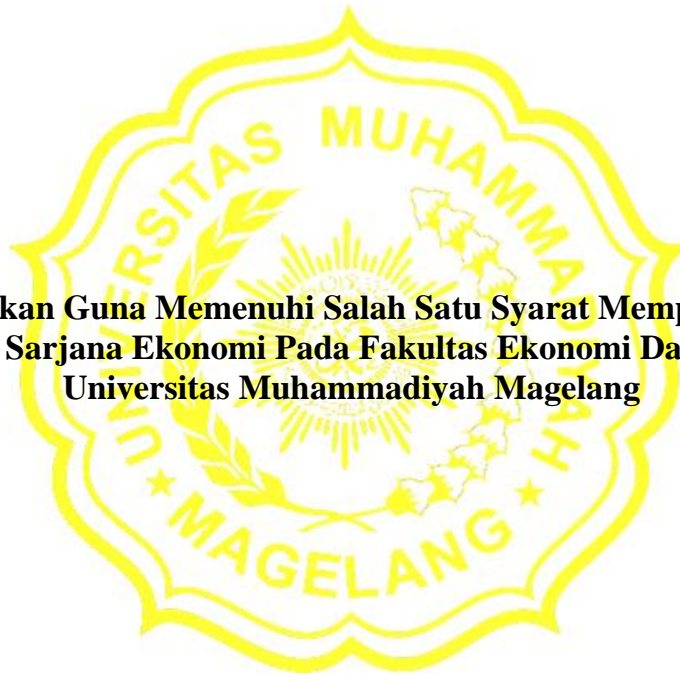 UNIVERSITAS MUHAMMADIYAH
kan Guna Memenuhi Salah Satu Syarat Memp
Sarjana Ekonomi Pada Fakultas Ekonomi Da
Universitas Muhammadiyah Magelang
MAGELANG